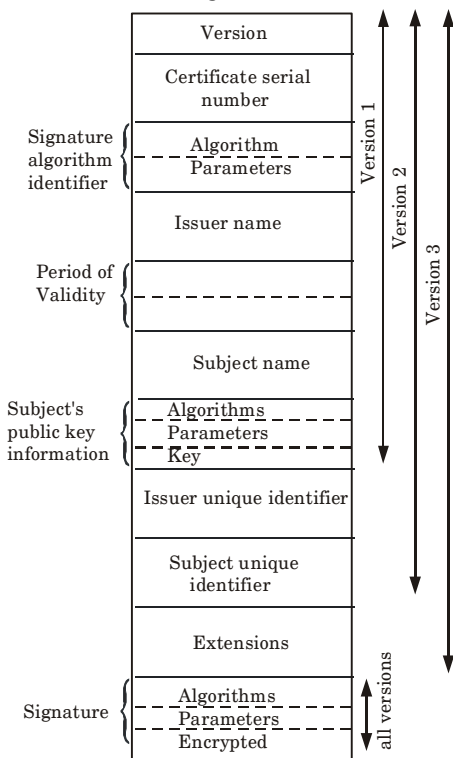 Version
Certificate serial
number
Signature
algorithm
identifier
Algorithm
Parameters
Issuer name
Period of
Validity
Subject name
Subject's
public key
information
Algorithms
Parameters
Key
Issuer unique identifier
Subject unique
identifier
Extensions
Signature
Algorithms
Parameters
Encrypted
Version 1
Version 2
Version 3
all versions